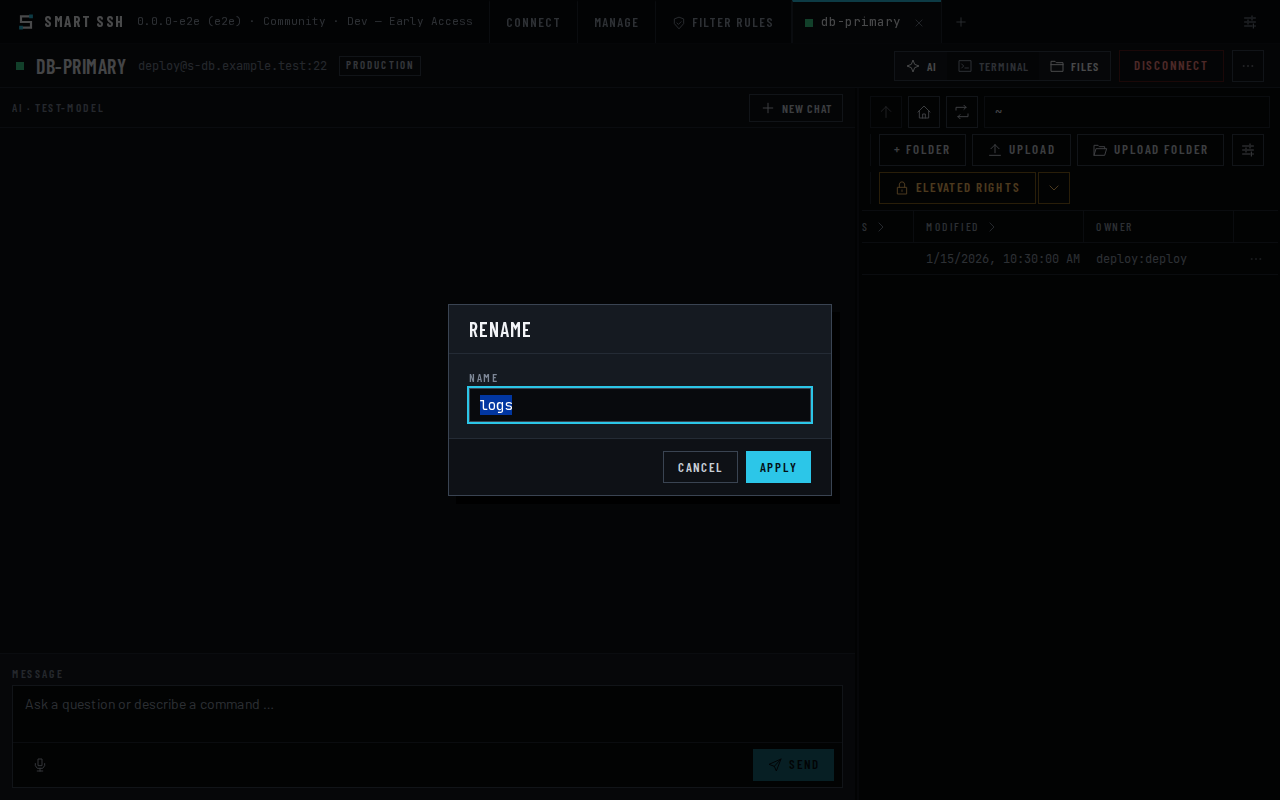 SMART SSH 0.0.0-e2e (e2e) · Community · Dev — Early Access CONNECT MANAGE FILTER RULES db-primary
DB-PRIMARY deploy@s-db.example.test:22 PRODUCTION AI TERMINAL FILES DISCONNECT
AI · TEST-MODEL NEW CHAT
~
+ FOLDER UPLOAD UPLOAD FOLDER
ELEVATED RIGHTS
S MODIFIED OWNER
1/15/2026, 10:30:00 AM deploy:deploy
RENAME
NAME
logs
CANCEL APPLY
MESSAGE
Ask a question or describe a command ...
SEND